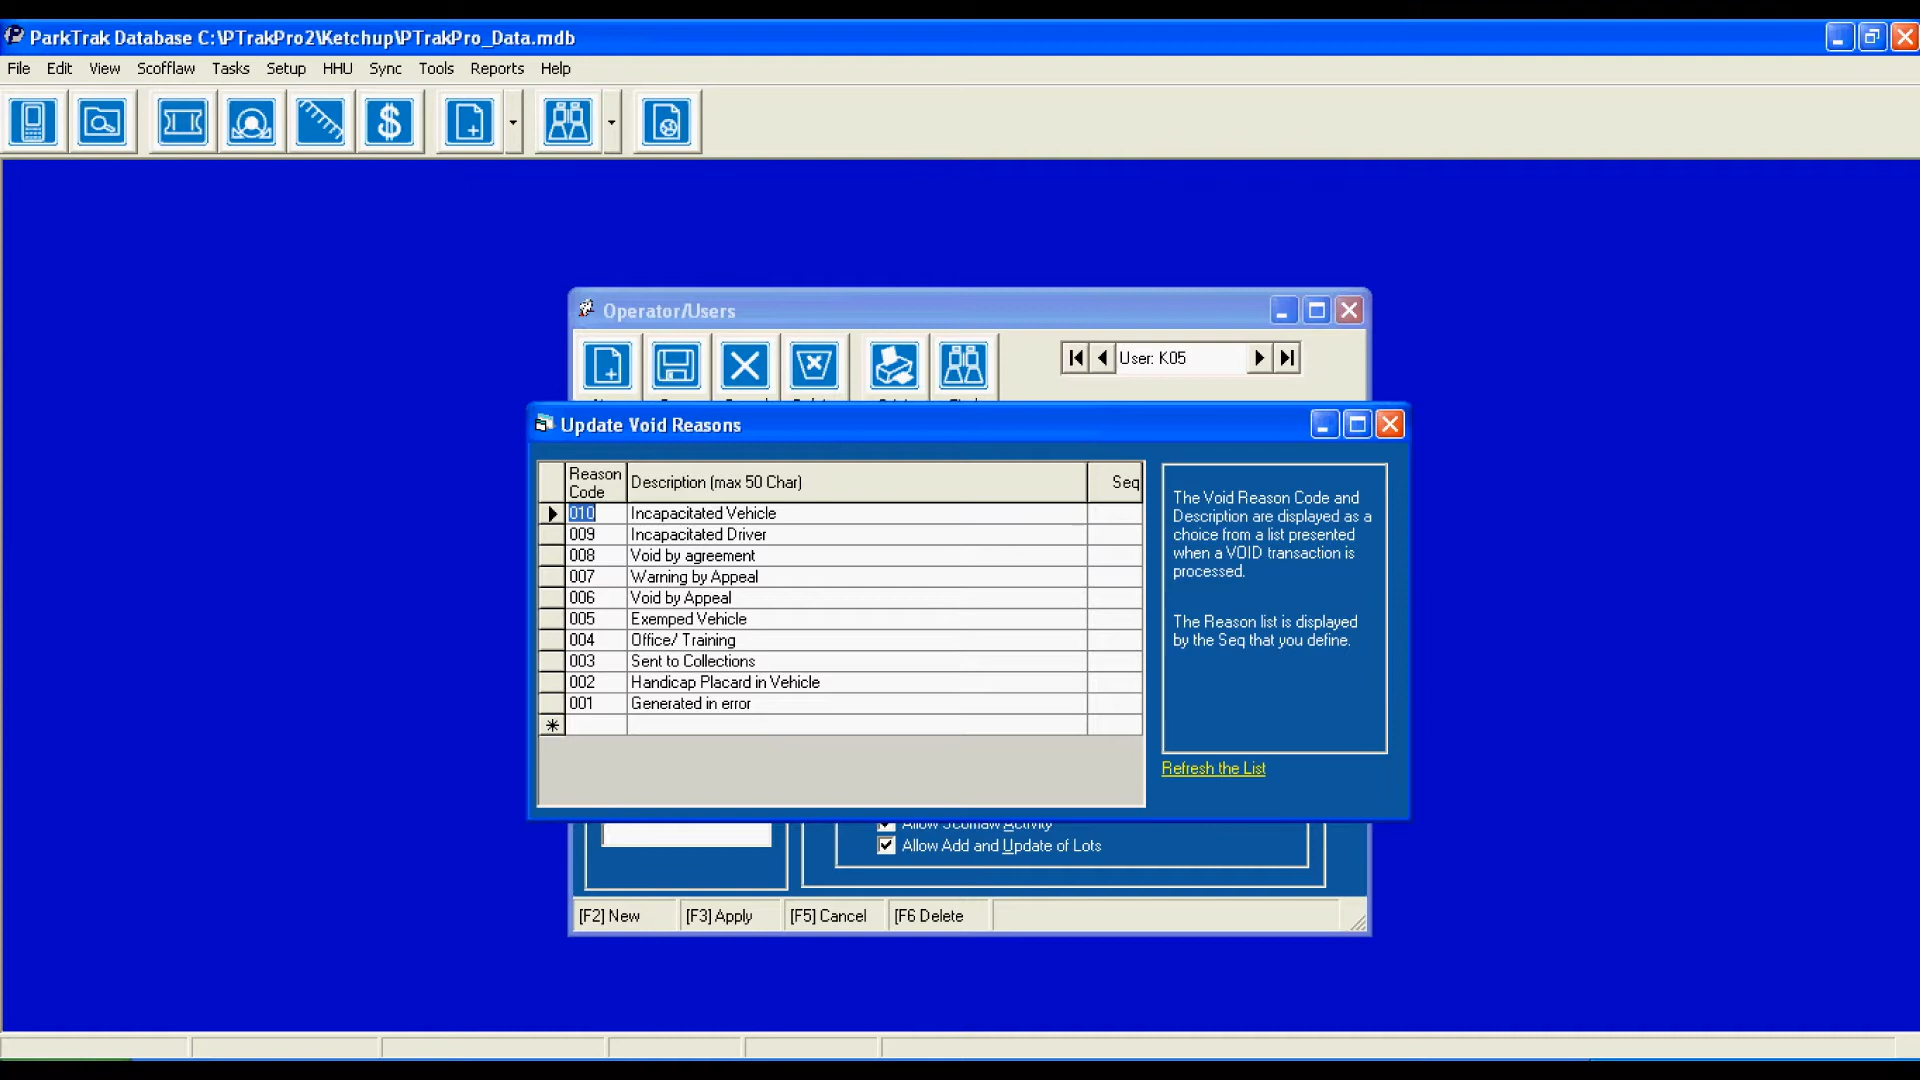 ParkTrak Database C:\PTrakPro2\Ketchup\PTrakPro_Data.mdb
File Edit View Scofflaw Tasks Setup HHU Sync Tools Reports Help
Operator/Users
User: K05
Update Void Reasons
Reason Code Description (max 50 Char) Seq
010 Incapacitated Vehicle
009 Incapacitated Driver
008 Void by agreement
007 Warning by Appeal
006 Void by Appeal
005 Exemped Vehicle
004 Office/ Training
003 Sent to Collections
002 Handicap Placard in Vehicle
001 Generated in error
The Void Reason Code and
Description are displayed as a
choice from a list presented
when a VOID transaction is
processed.
The Reason list is displayed
by the Seq that you define.
Refresh the List
Allow Scofflaw Activity
Allow Add and Update of Lots
[F2] New [F3] Apply [F5] Cancel [F6 Delete